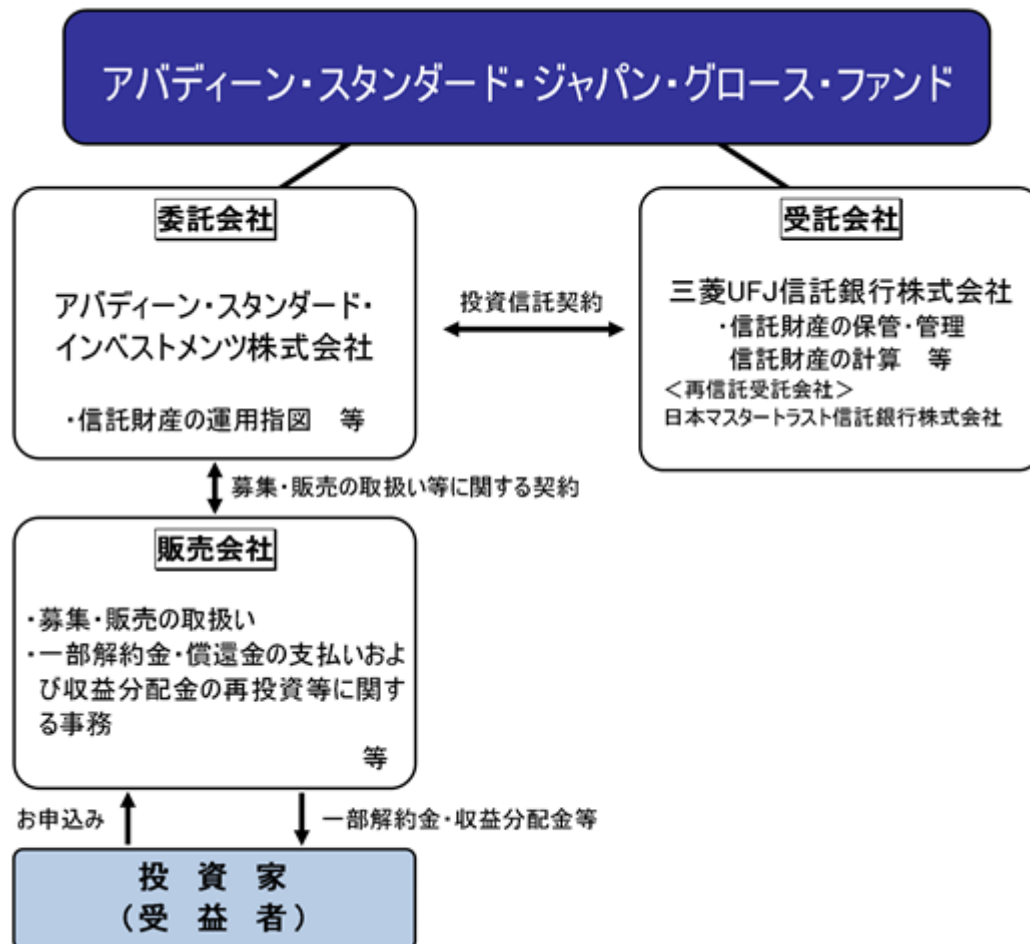 アバディーン・スタンダード・ジャパン・グロース・ファンド
委託会社
アバディーン・スタンダード・
インベストメンツ株式会社
・信託財産の運用指図　等
投資信託契約
受託会社
三菱UFJ信託銀行株式会社
・信託財産の保管・管理
信託財産の計算　等
＜再信託受託会社＞
日本マスタートラスト信託銀行株式会社
募集・販売の取扱い等に関する契約
販売会社
・募集・販売の取扱い
・一部解約金・償還金の支払いおよ
び収益分配金の再投資等に関す
る事務
等
お申込み
一部解約金・収益分配金等
投　資　家
（受　益　者）